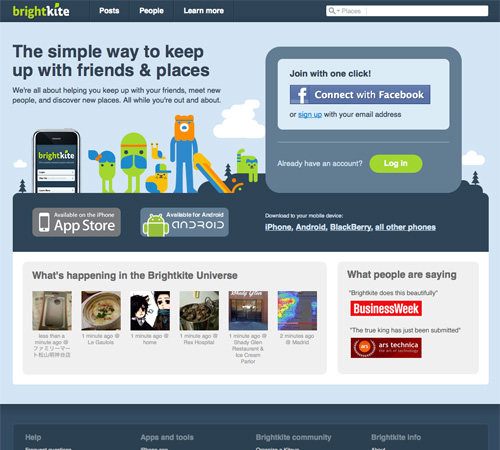 brightkite
Posts
People
Learn more
Places
The simple way to keep
up with friends & places
We're all about helping you keep up with your friends, meet new
people, and discover new places. All while you're out and about.
Join with one click!
f Connect with Facebook
or sign up with your email address
Already have an account?
Log in
brightkite
Available on the iPhone
App Store
Available for Android
ANDROID
Download to your mobile device:
iPhone, Android, BlackBerry, all other phones
What's happening in the Brightkite Universe
less than a
minute ago @
ファミリーマー
ト松山明神台店
1 minute ago @
Le Gaulois
1 minute ago @
home
1 minute ago @
Rex Hospital
1 minute ago @
Shady Glen
Restaurant &
Ice Cream
Parlor
2 minutes ago
@ Madrid
What people are saying
"Brightkite does this beautifully"
BusinessWeek
"The true king has just been submitted"
ars technica
the art of technology
Help
Apps and tools
Brightkite community
Brightkite info